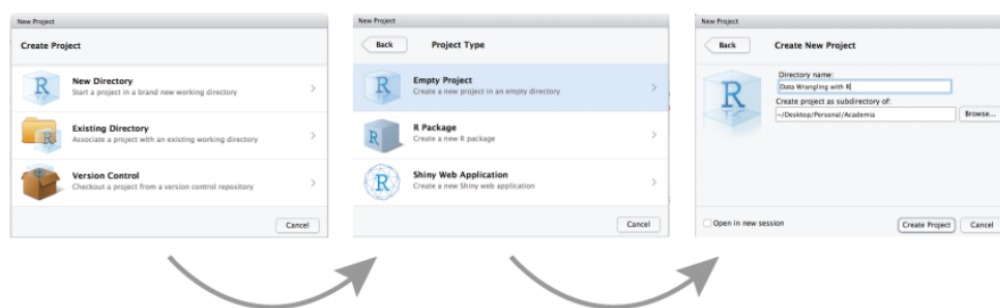 New Project
Create Project
New Directory
Start a project in a brand new working directory
Existing Directory
Associate a project with an existing working directory
Version Control
Checkout a project from a version control repository
Cancel
New Project
Back Project Type
Empty Project
Create a new project in an empty directory
R Package
Create a new R package
Shiny Web Application
Create a new Shiny web application
Cancel
New Project
Back Create New Project
Directory name:
Data Wrangling with R
Create project as subdirectory of:
~/Desktop/Personal/Academia Browse...
Open in new session Create Project Cancel
R
R
R
R
R
R